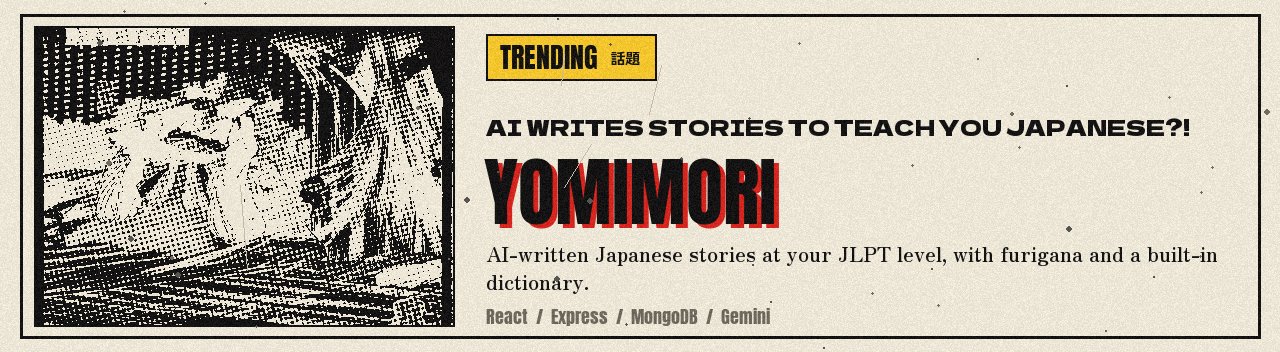 TRENDING 話題
AI WRITES STORIES TO TEACH YOU JAPANESE?!
YOMIMORI
AI-written Japanese stories at your JLPT level, with furigana and a built-in
dictionary.
React / Express / MongoDB / Gemini